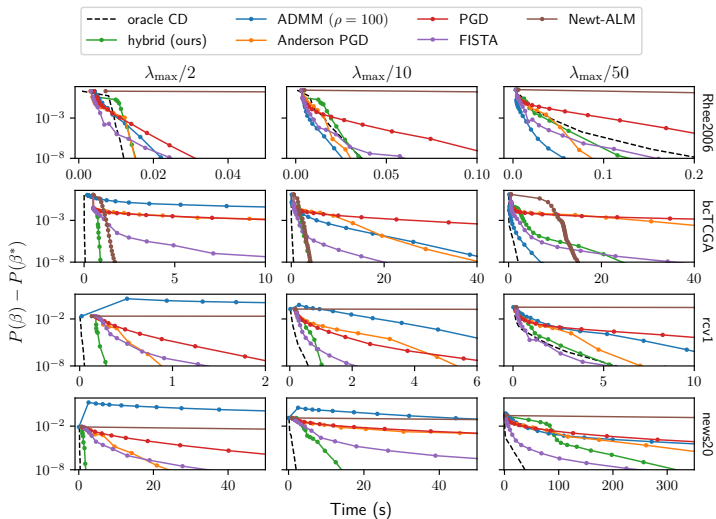 oracle CD
ADMM (ρ = 100)
PGD
Newt-ALM
hybrid (ours)
Anderson PGD
FISTA
λmax/2
λmax/10
λmax/50
10⁻³
10⁻⁸
0.00
0.02
0.04
0.00
0.05
0.10
0.0
0.1
0.2
Rhee2006
10⁻³
10⁻⁸
0
5
10
0
20
40
0
20
40
bcTCGA
P(β) − P(β*)
10⁻²
10⁻⁸
0
1
2
0
2
4
6
0
5
10
rcv1
10⁻²
10⁻⁸
0
20
40
0
20
40
0
100
200
300
news20
Time (s)